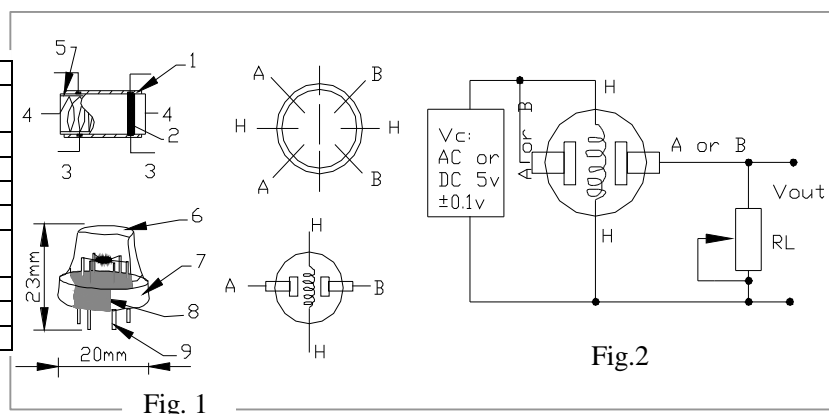 5
1
4
4
2
3
3
A
B
H
H
A
B
6
7
8
9
23mm
20mm
A
B
H
H
Fig. 1
H
Vc:
AC or
DC 5v
±0.1v
A or B
A or B
Vout
RL
H
Fig.2